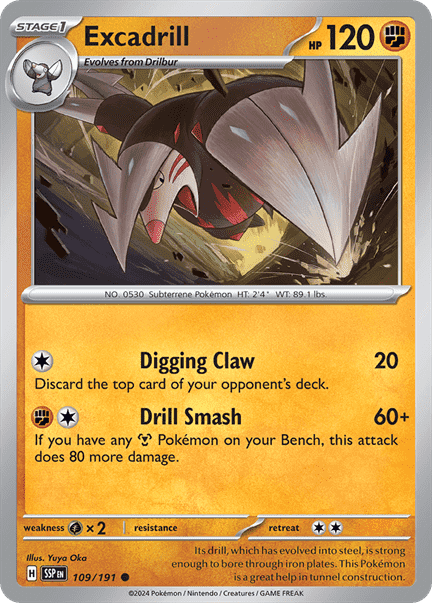 STAGE1
Excadrill
HP 120
Evolves from Drilbur
NO. 0530 Subterrene Pokémon HT: 2'4" WT: 89.1 lbs.
Digging Claw 20
Discard the top card of your opponent's deck.
Drill Smash 60+
If you have any Pokémon on your Bench, this attack
does 80 more damage.
weakness ×2 resistance retreat
Illus. Yuya Oka
H SSP EN 109/191
Its drill, which has evolved into steel, is strong
enough to bore through iron plates. This Pokémon
is a great help in tunnel construction.
©2024 Pokémon / Nintendo / Creatures / GAME FREAK